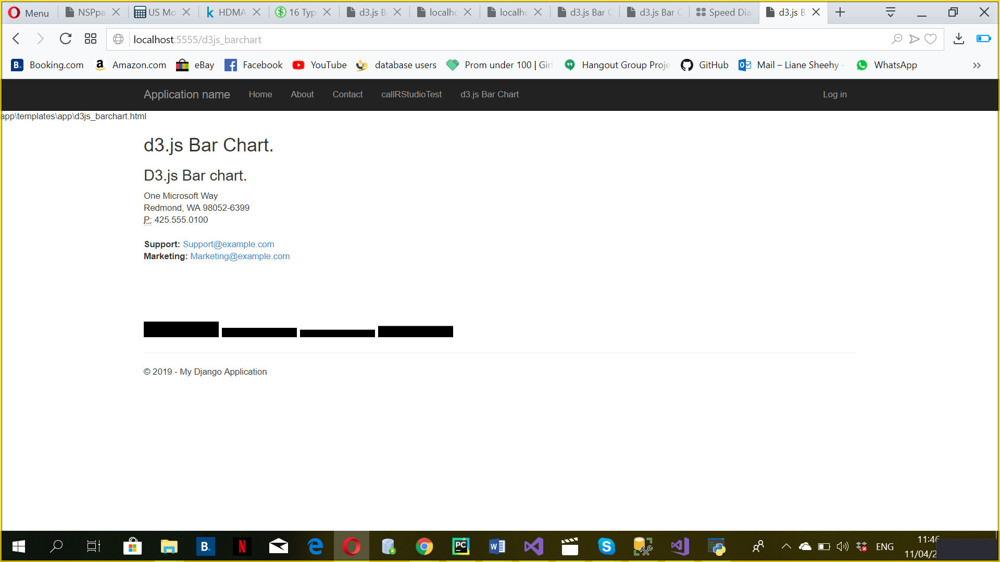 Menu
NSPpa
US Mo
HDMA
16 Typ
d3.js B
localho
localho
d3.js Bar C
d3.js Bar C
Speed Dia
d3.js B
localhost:5555/d3js_barchart
Booking.com
Amazon.com
eBay
Facebook
YouTube
database users
Prom under 100 | Girl
Hangout Group Proje
GitHub
Mail – Liane Sheehy -
WhatsApp
Application name
Home
About
Contact
callRStudioTest
d3.js Bar Chart
Log in
app\templates\app\d3js_barchart.html
d3.js Bar Chart.
D3.js Bar chart.
One Microsoft Way
Redmond, WA 98052-6399
P: 425.555.0100
Support: Support@example.com
Marketing: Marketing@example.com
© 2019 - My Django Application
ENG
11:46
11/04/2